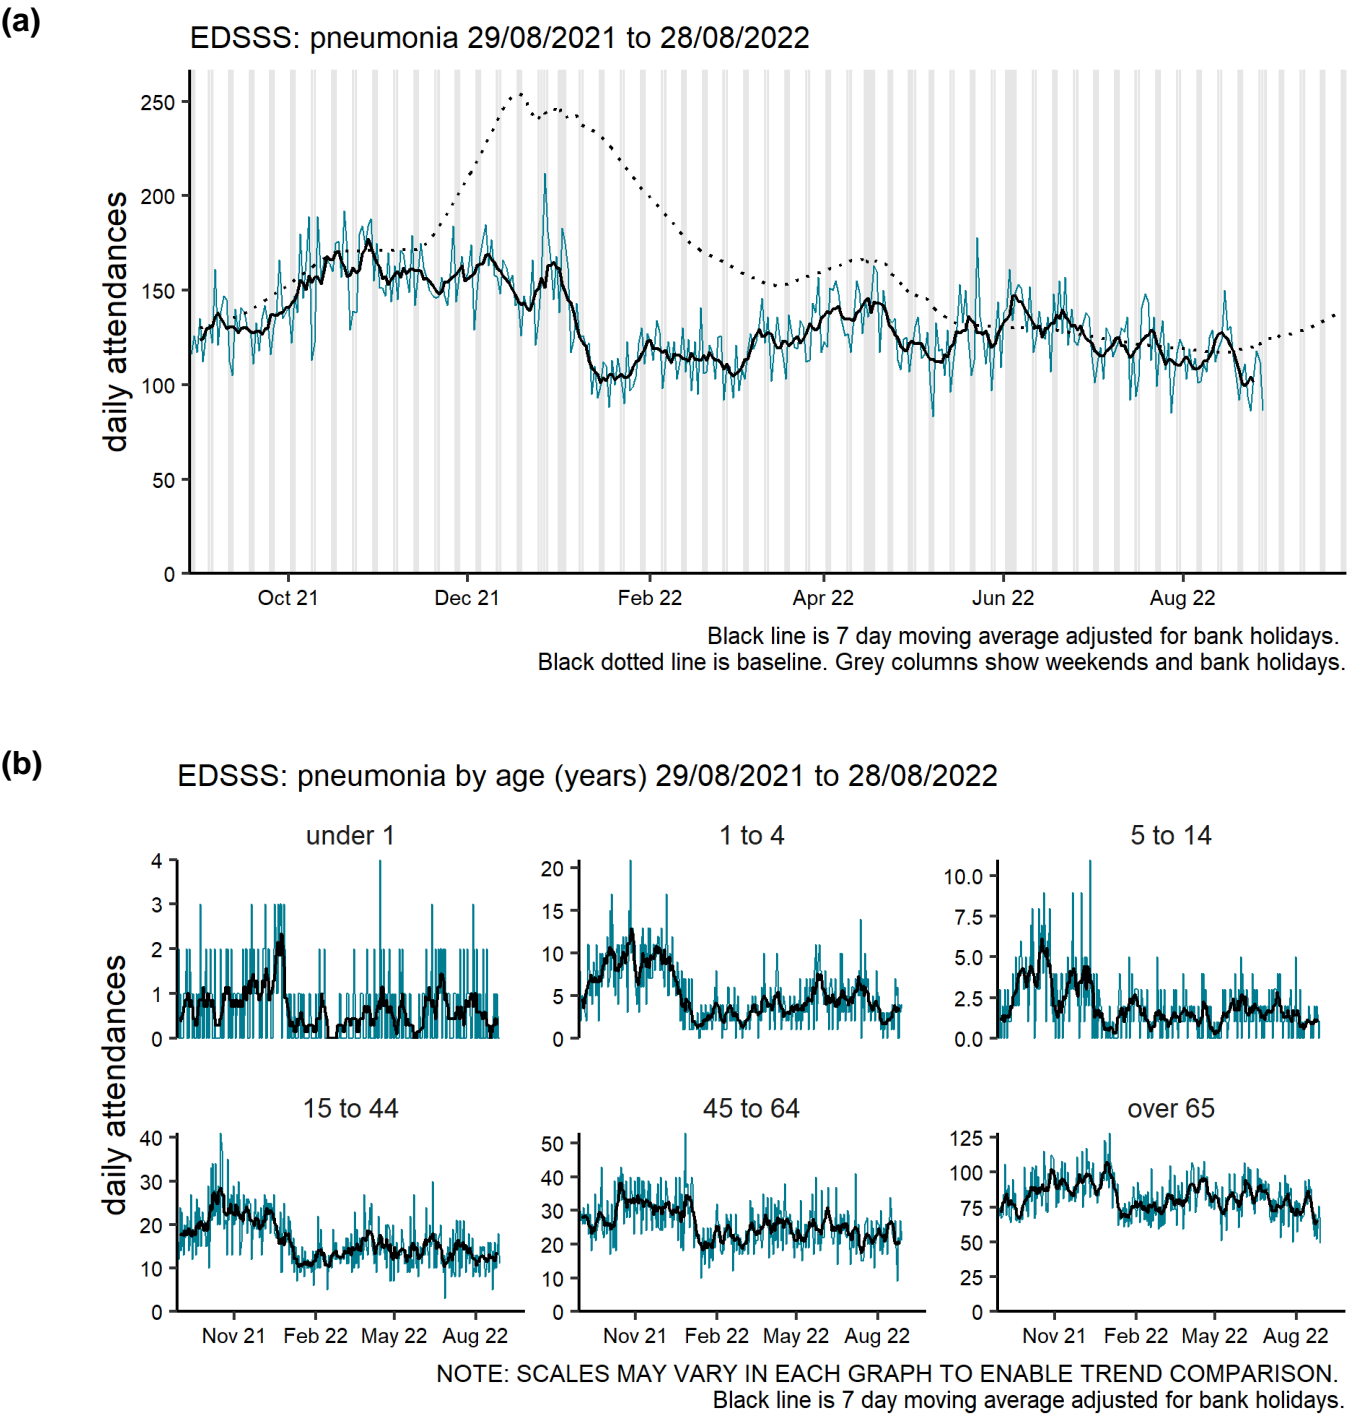 (a)
EDSSS: pneumonia 29/08/2021 to 28/08/2022
daily attendances
250
200
150
100
50
0
Oct 21 Dec 21 Feb 22 Apr 22 Jun 22 Aug 22
Black line is 7 day moving average adjusted for bank holidays.
Black dotted line is baseline. Grey columns show weekends and bank holidays.
(b)
EDSSS: pneumonia by age (years) 29/08/2021 to 28/08/2022
daily attendances
under 1
4
3
2
1
0
1 to 4
20
15
10
5
0
5 to 14
10.0
7.5
5.0
2.5
0.0
15 to 44
40
30
20
10
0
Nov 21 Feb 22 May 22 Aug 22
45 to 64
50
40
30
20
10
0
Nov 21 Feb 22 May 22 Aug 22
over 65
125
100
75
50
25
0
Nov 21 Feb 22 May 22 Aug 22
NOTE: SCALES MAY VARY IN EACH GRAPH TO ENABLE TREND COMPARISON.
Black line is 7 day moving average adjusted for bank holidays.